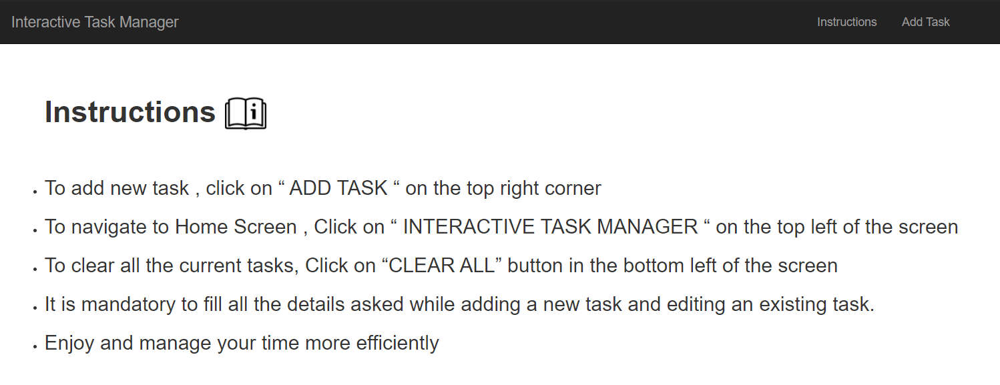 Interactive Task Manager
Instructions
Add Task
Instructions
To add new task , click on “ ADD TASK “ on the top right corner
To navigate to Home Screen , Click on “ INTERACTIVE TASK MANAGER “ on the top left of the screen
To clear all the current tasks, Click on “CLEAR ALL” button in the bottom left of the screen
It is mandatory to fill all the details asked while adding a new task and editing an existing task.
Enjoy and manage your time more efficiently